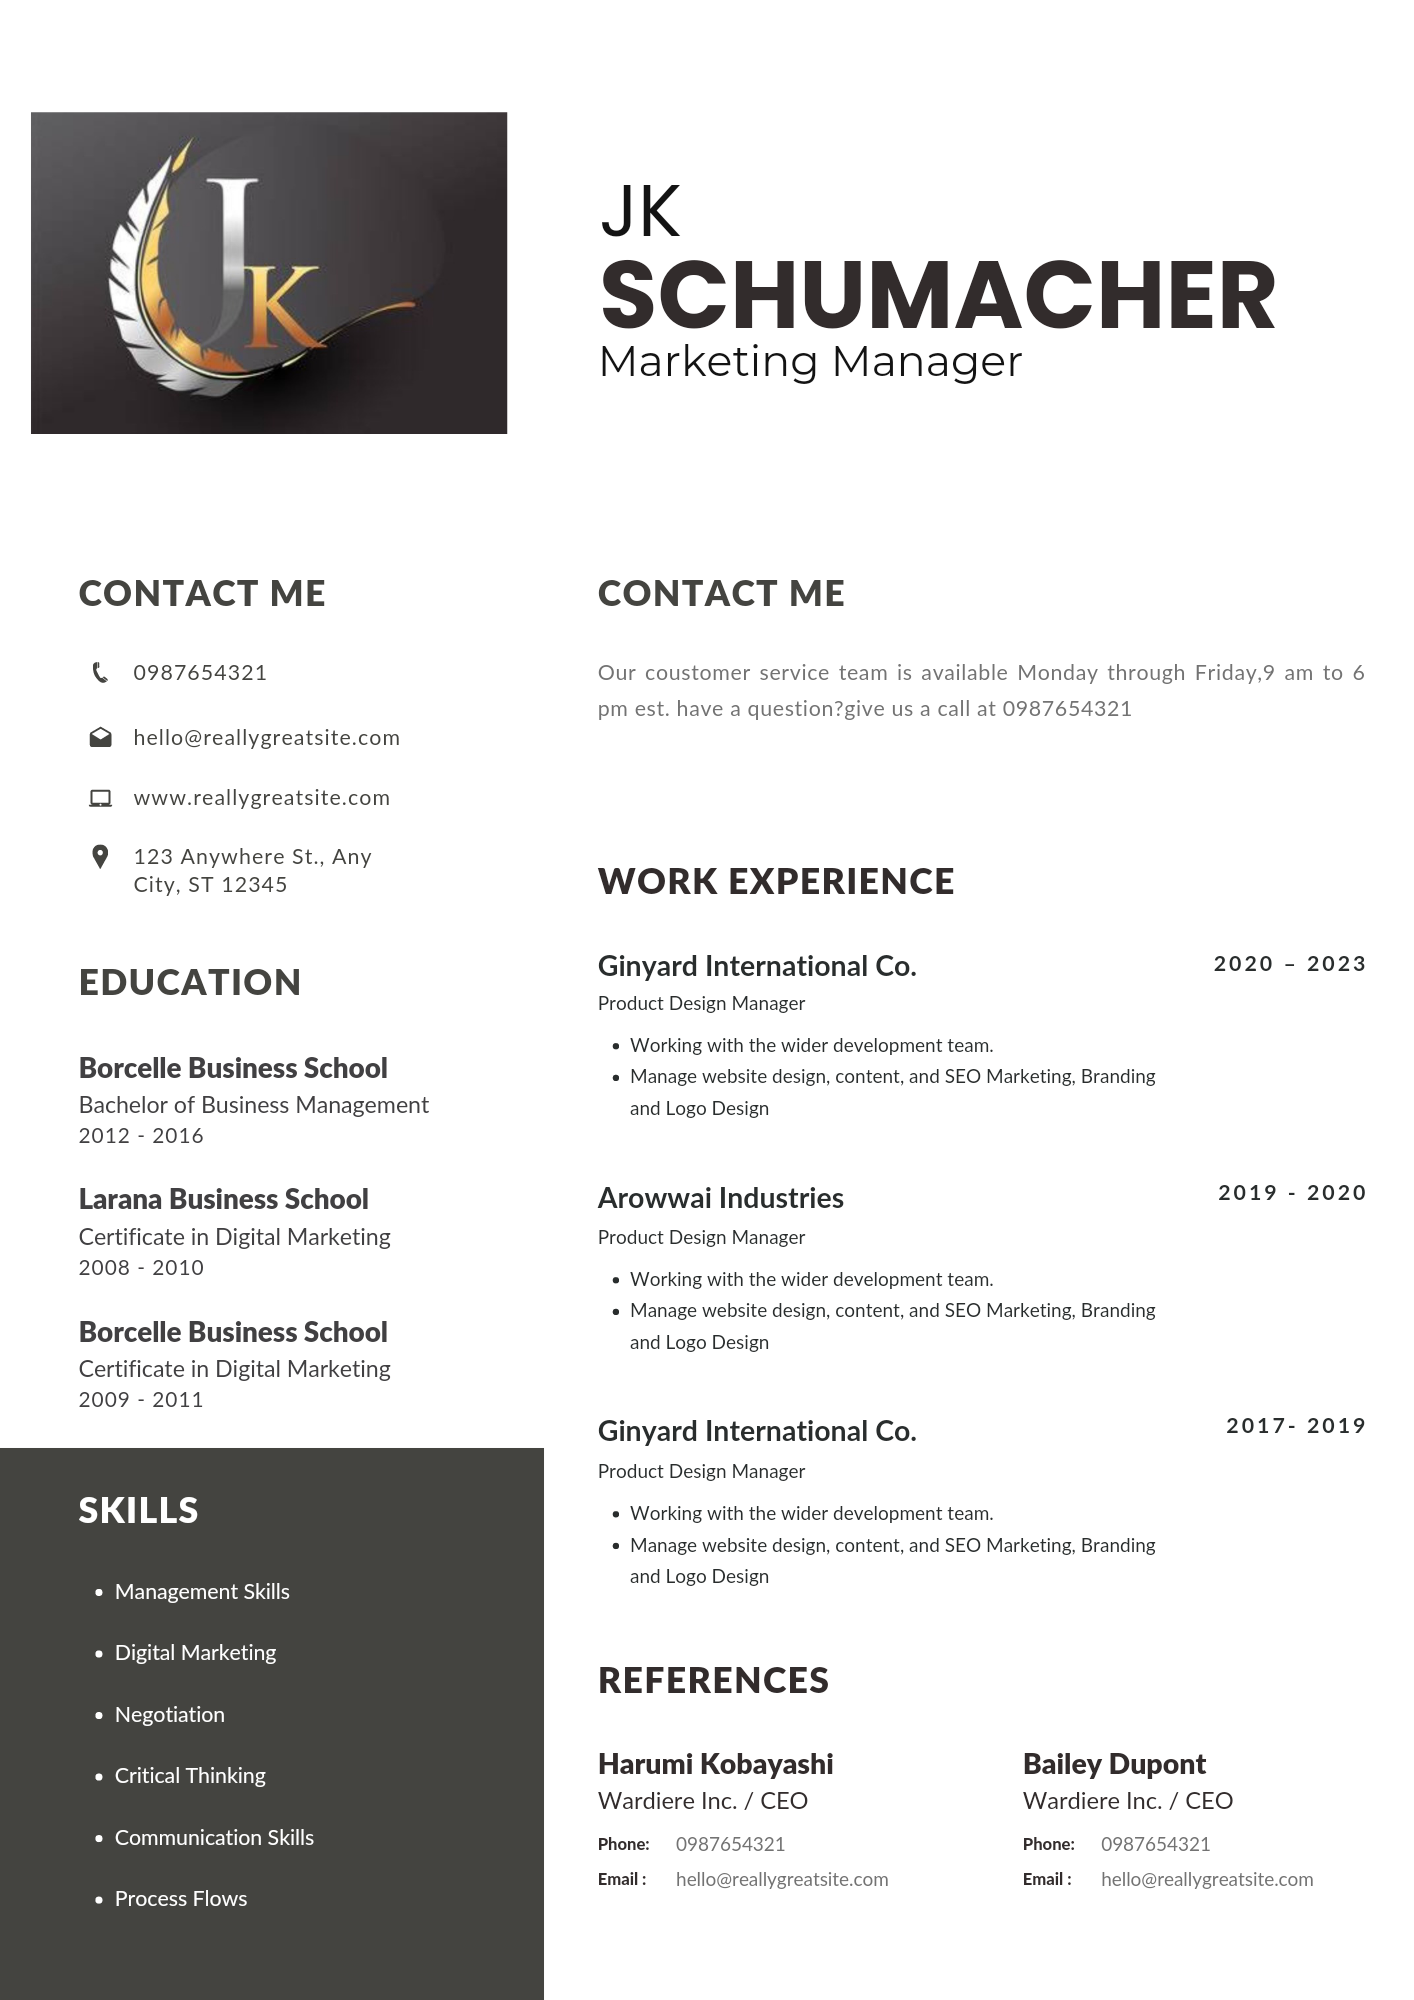 JK
JK
SCHUMACHER
Marketing Manager
CONTACT ME
0987654321
hello@reallygreatsite.com
www.reallygreatsite.com
123 Anywhere St., Any
City, ST 12345
EDUCATION
Borcelle Business School
Bachelor of Business Management
2012 - 2016
Larana Business School
Certificate in Digital Marketing
2008 - 2010
Borcelle Business School
Certificate in Digital Marketing
2009 - 2011
SKILLS
• Management Skills
• Digital Marketing
• Negotiation
• Critical Thinking
• Communication Skills
• Process Flows
CONTACT ME
Our coustomer service team is available Monday through Friday,9 am to 6
pm est. have a question?give us a call at 0987654321
WORK EXPERIENCE
Ginyard International Co. 2020 – 2023
Product Design Manager
• Working with the wider development team.
• Manage website design, content, and SEO Marketing, Branding
and Logo Design
Arowwai Industries 2019 - 2020
Product Design Manager
• Working with the wider development team.
• Manage website design, content, and SEO Marketing, Branding
and Logo Design
Ginyard International Co. 2017- 2019
Product Design Manager
• Working with the wider development team.
• Manage website design, content, and SEO Marketing, Branding
and Logo Design
REFERENCES
Harumi Kobayashi
Wardiere Inc. / CEO
Phone: 0987654321
Email : hello@reallygreatsite.com
Bailey Dupont
Wardiere Inc. / CEO
Phone: 0987654321
Email : hello@reallygreatsite.com